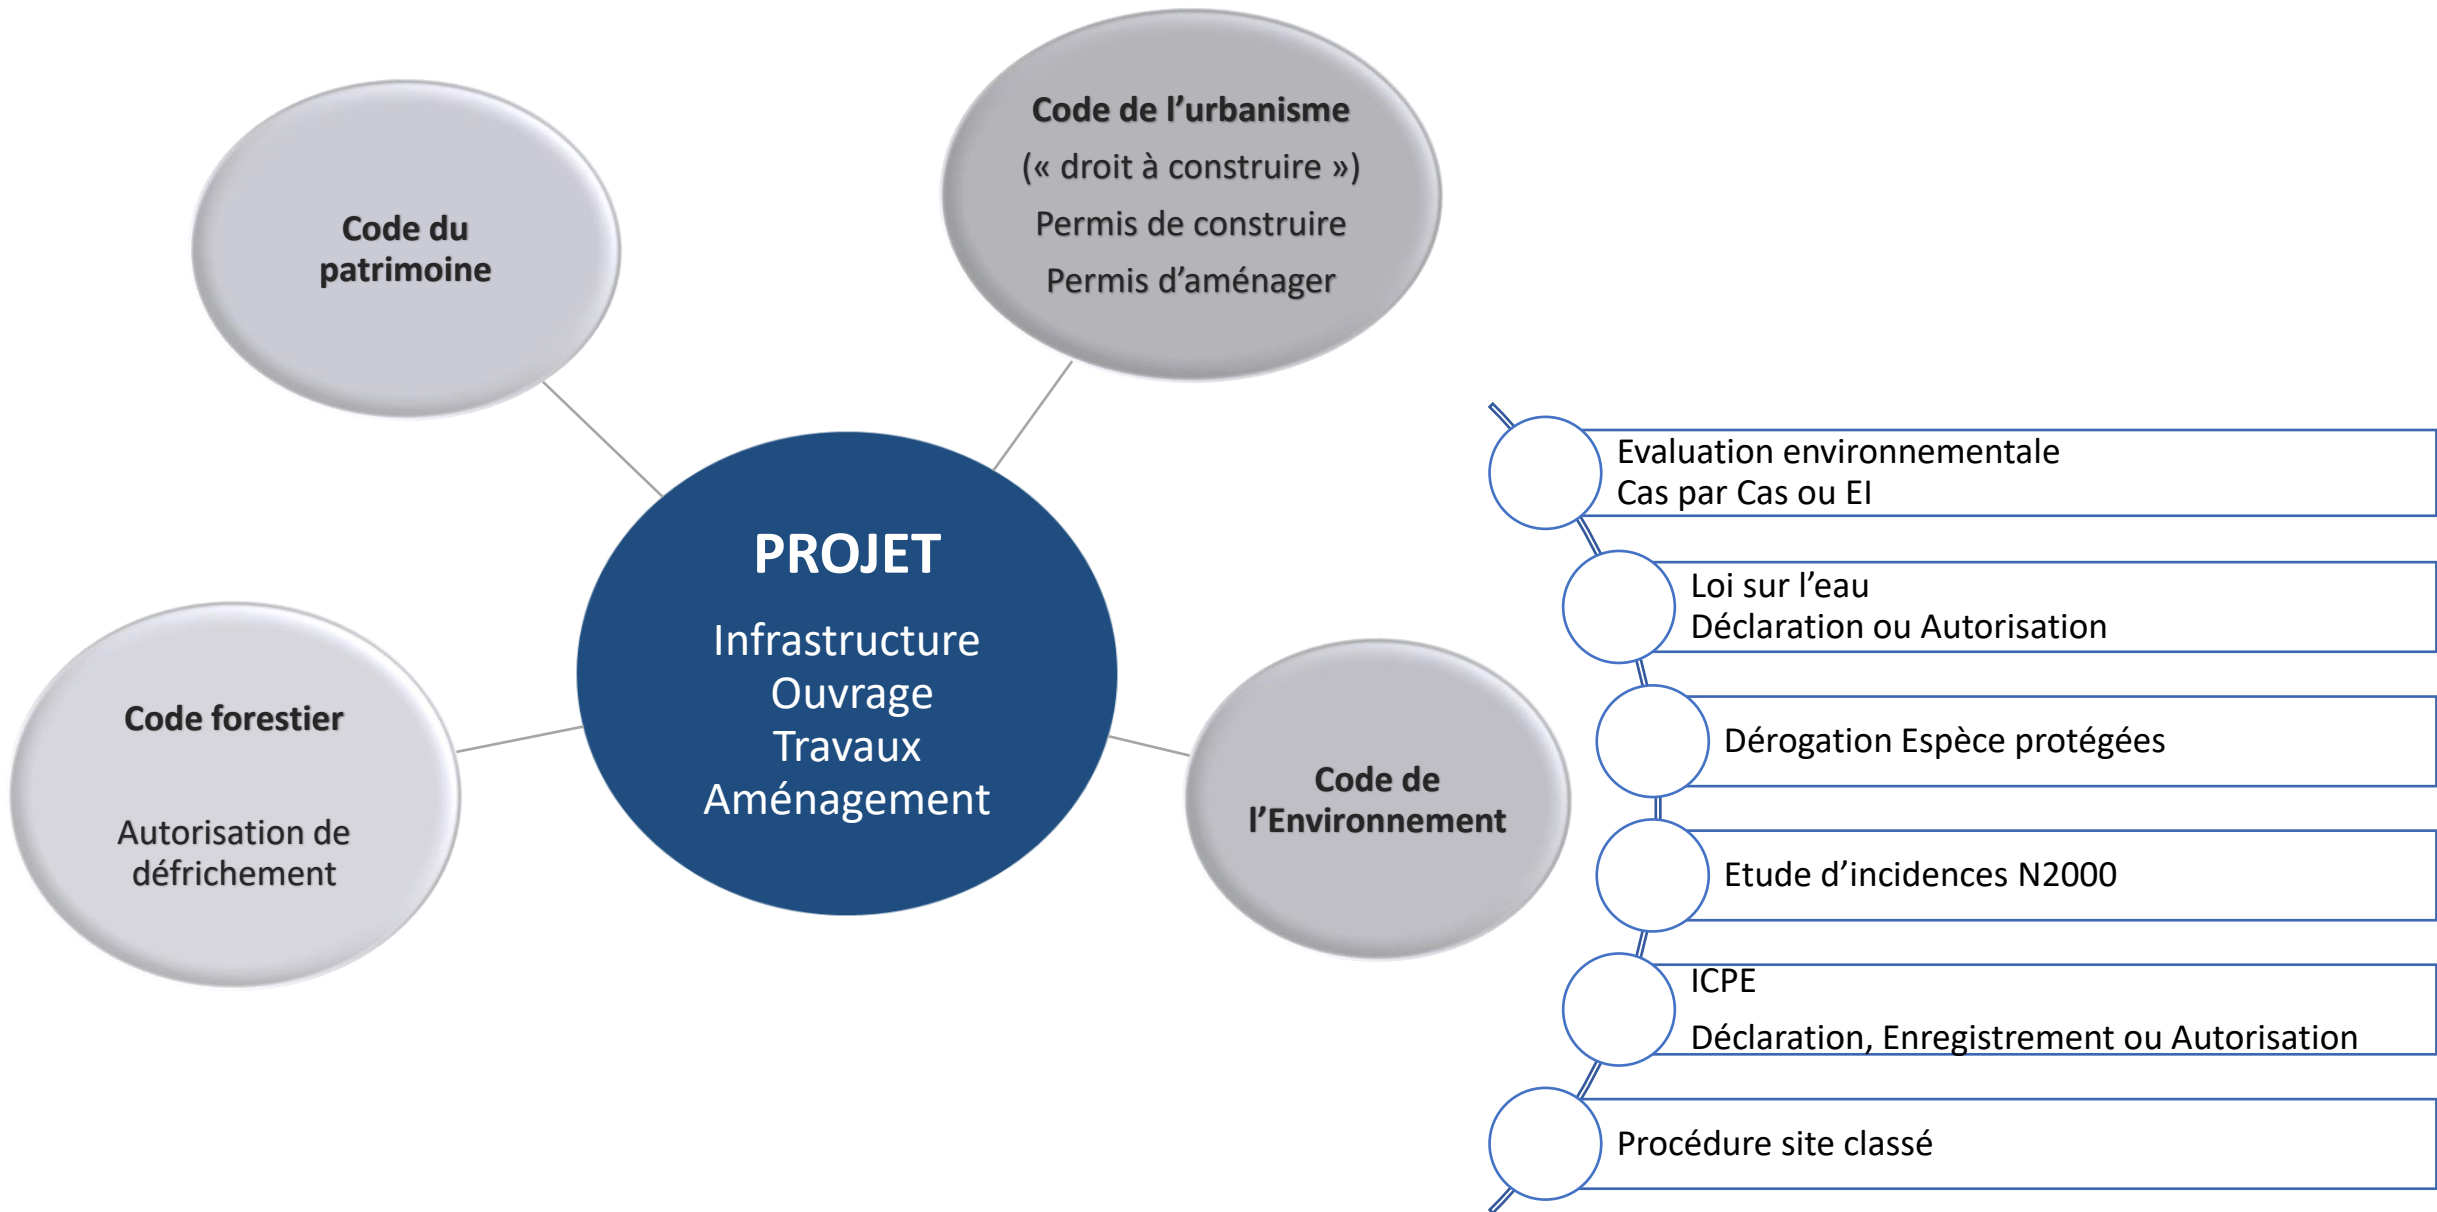 Code de l’urbanisme
(« droit à construire »)
Permis de construire
Permis d’aménager
Code du
patrimoine
PROJET
Infrastructure
Ouvrage
Travaux
Aménagement
Code forestier
Autorisation de
défrichement
Code de
l’Environnement
Evaluation environnementale
Cas par Cas ou EI
Loi sur l’eau
Déclaration ou Autorisation
Dérogation Espèce protégées
Etude d’incidences N2000
ICPE
Déclaration, Enregistrement ou Autorisation
Procédure site classé